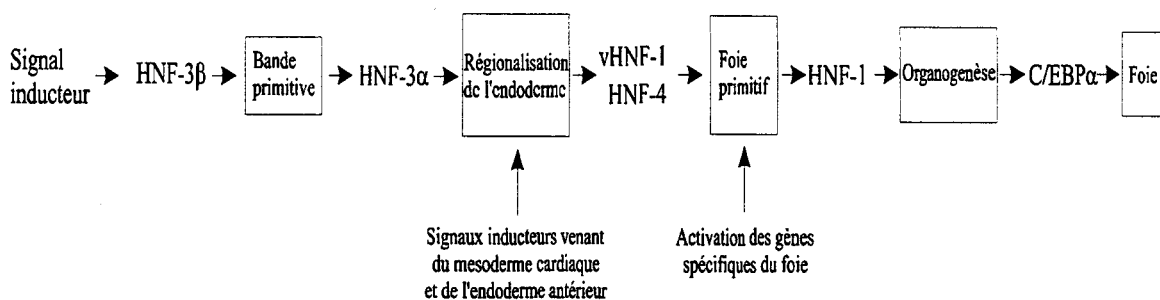 Signal
inducteur
HNF-3β
Bande
primitive
HNF-3α
Régionalisation
de l'endoderme
vHNF-1
HNF-4
Foie
primitif
HNF-1
Organogenèse
C/EBPα
Foie
Signaux inducteurs venant
du mesoderme cardiaque
et de l'endoderme antérieur
Activation des gènes
spécifiques du foie